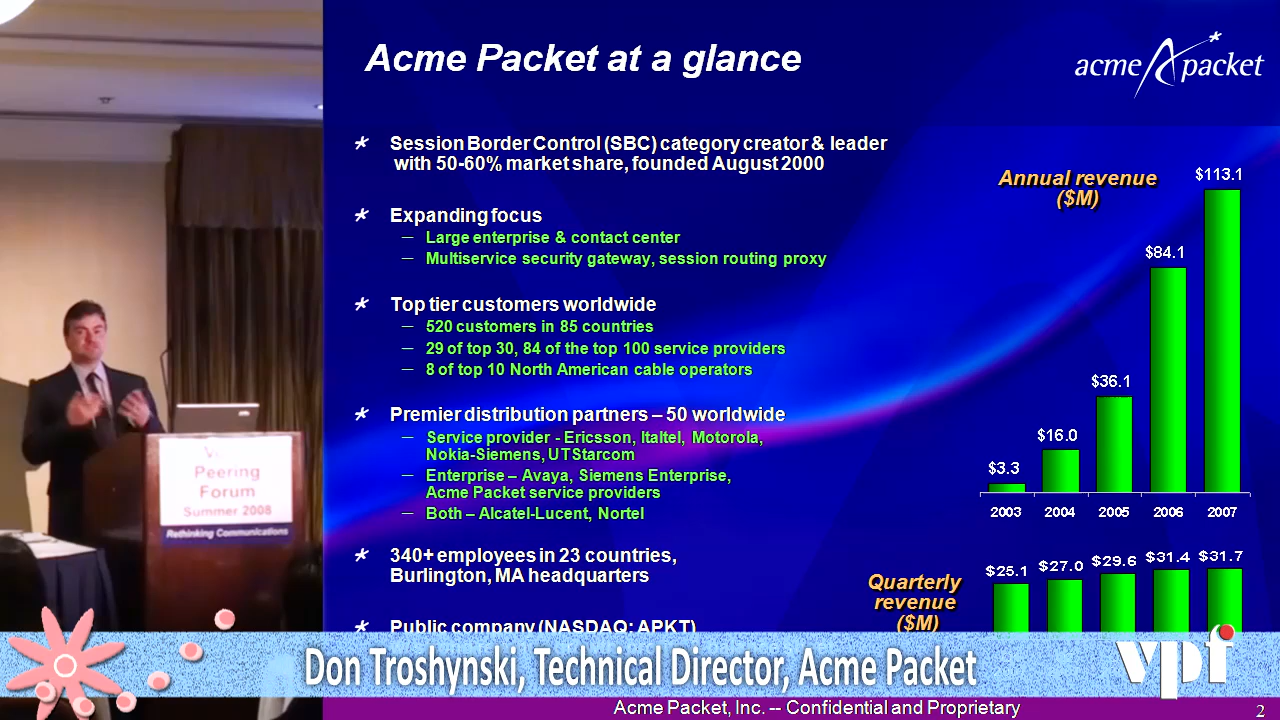 Acme Packet at a glance
acme packet
Session Border Control (SBC) category creator & leader
with 50-60% market share, founded August 2000
Expanding focus
– Large enterprise & contact center
– Multiservice security gateway, session routing proxy
Top tier customers worldwide
– 520 customers in 85 countries
– 29 of top 30, 84 of the top 100 service providers
– 8 of top 10 North American cable operators
Premier distribution partners – 50 worldwide
– Service provider - Ericsson, Italtel, Motorola,
Nokia-Siemens, UTStarcom
– Enterprise – Avaya, Siemens Enterprise,
Acme Packet service providers
– Both – Alcatel-Lucent, Nortel
340+ employees in 23 countries,
Burlington, MA headquarters
Public company (NASDAQ: APKT)
Annual revenue
($M)
$3.3 $16.0 $36.1 $84.1 $113.1
2003 2004 2005 2006 2007
Quarterly
revenue
($M)
$25.1 $27.0 $29.6 $31.4 $31.7
Peering
Forum
Summer 2008
Rethinking Communications
Don Troshynski, Technical Director, Acme Packet
vpf
Acme Packet, Inc. -- Confidential and Proprietary
2